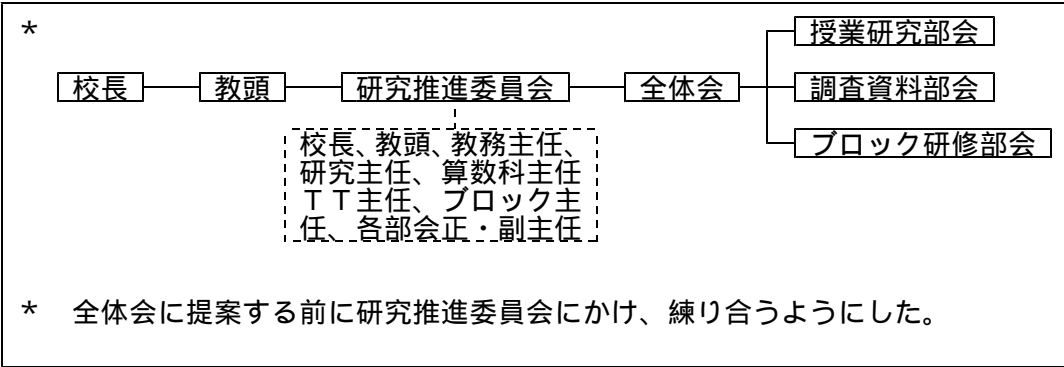 *
授業研究部会
校長 教頭 研究推進委員会 全体会 調査資料部会
ブロック研修部会
校長、教頭、教務主任、
研究主任、算数科主任
ＴＴ主任、ブロック主
任、各部会正・副主任
* 全体会に提案する前に研究推進委員会にかけ、練り合うようにした。